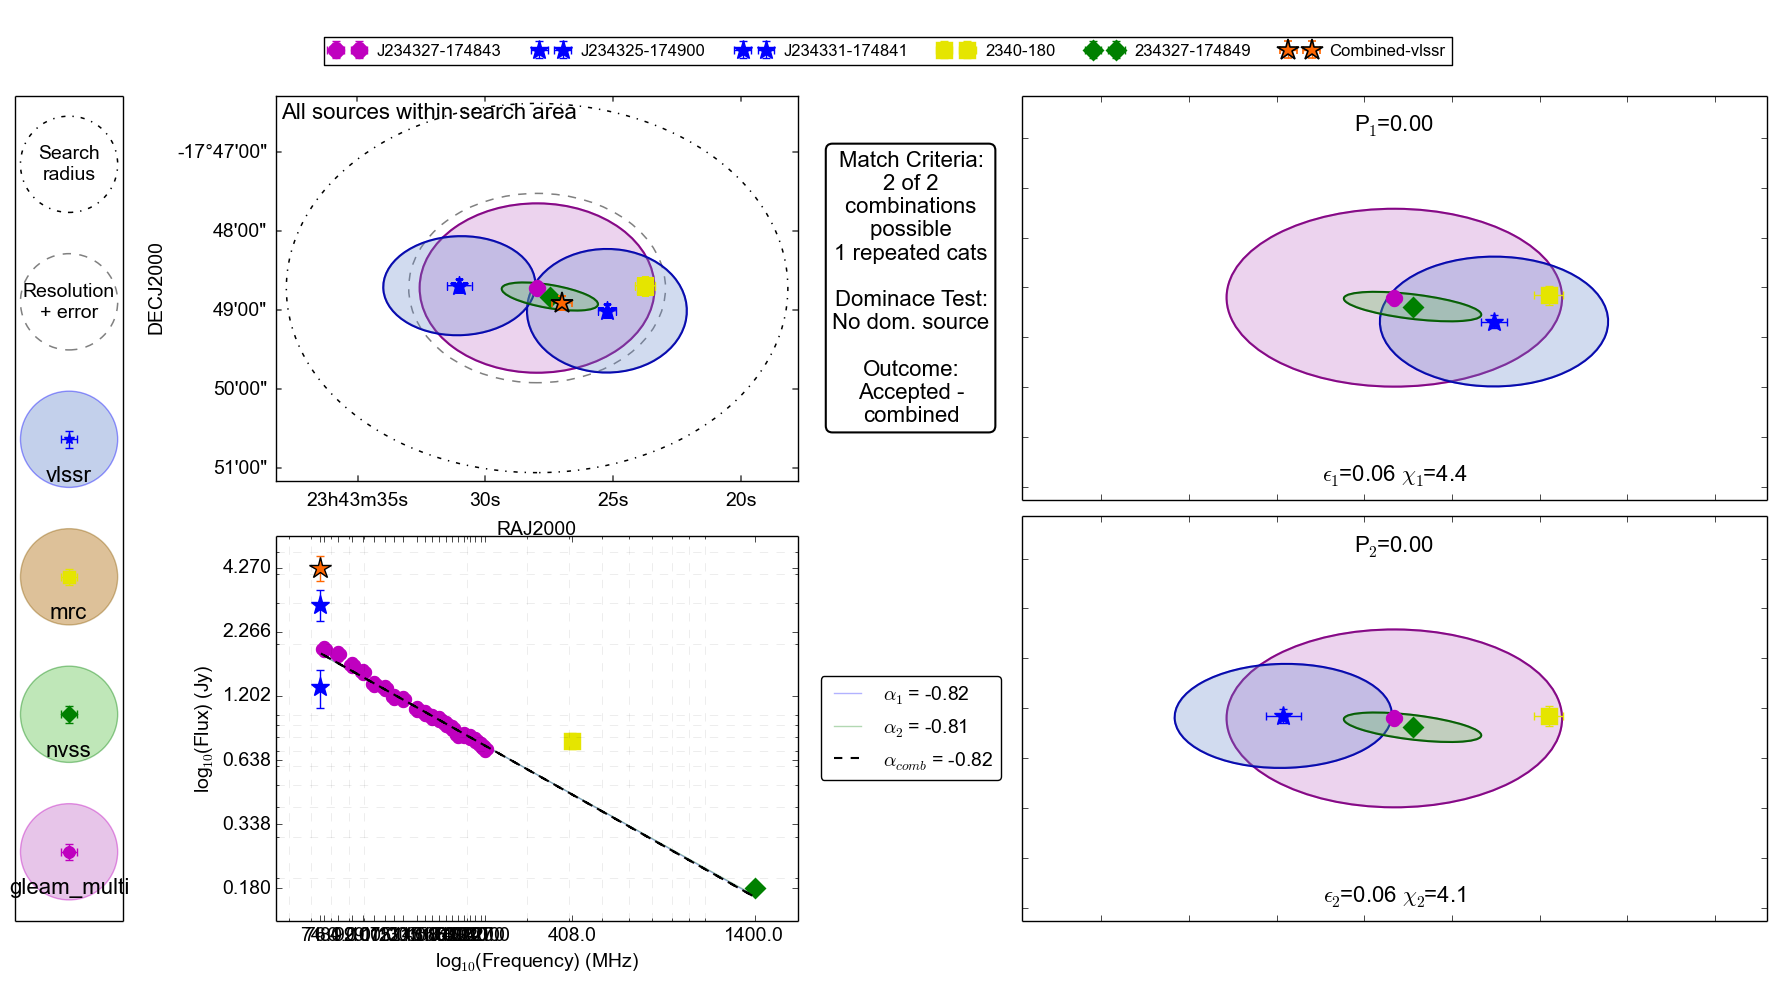 J234327-174843 J234325-174900 J234331-174841 2340-180 234327-174849 Combined-vlssr
Search
radius
Resolution
+ error
vlssr
mrc
nvss
gleam_multi
All sources within search area
DECJ2000
-17°47'00"
48'00"
49'00"
50'00"
51'00"
23h43m35s 30s 25s 20s
RAJ2000
Match Criteria:
2 of 2
combinations
possible
1 repeated cats
Dominace Test:
No dom. source
Outcome:
Accepted -
combined
P1=0.00
ϵ1=0.06 χ1=4.4
P2=0.00
ϵ2=0.06 χ2=4.1
log10(Flux) (Jy)
4.270
2.266
1.202
0.638
0.338
0.180
408.0 1400.0
log10(Frequency) (MHz)
α1 = -0.82
α2 = -0.81
αcomb = -0.82